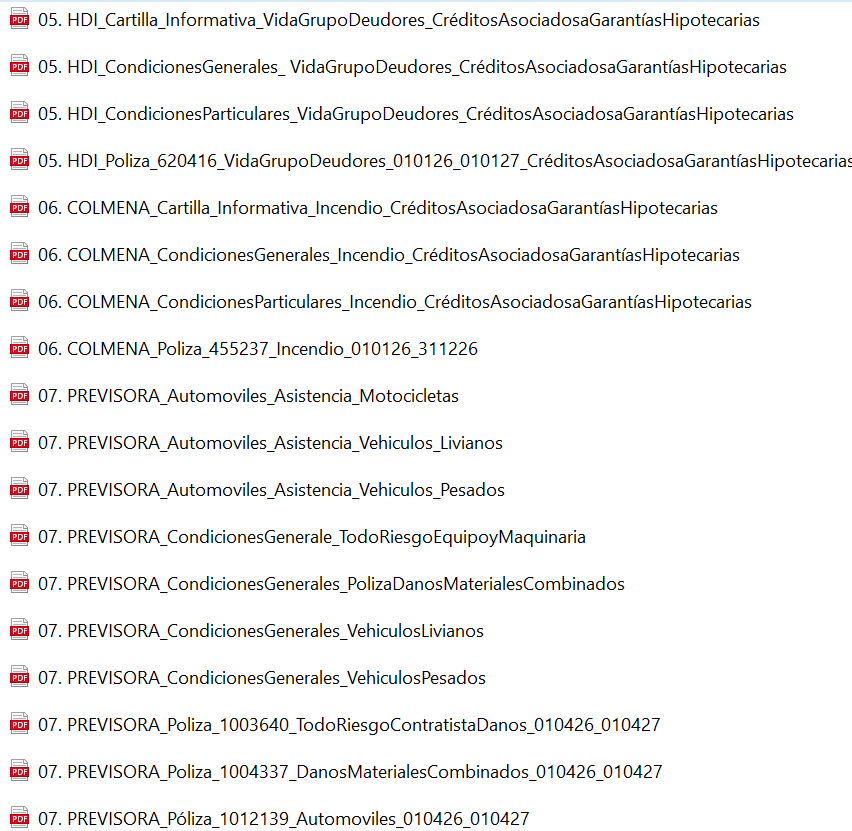 05. HDI_Cartilla_Informativa_VidaGrupoDeudores_CréditosAsociadosaGarantíasHipotecarias
05. HDI_CondicionesGenerales_ VidaGrupoDeudores_CréditosAsociadosaGarantíasHipotecarias
05. HDI_CondicionesParticulares_VidaGrupoDeudores_CréditosAsociadosaGarantíasHipotecarias
05. HDI_Poliza_620416_VidaGrupoDeudores_010126_010127_CréditosAsociadosaGarantíasHipotecarias
06. COLMENA_Cartilla_Informativa_Incendio_CréditosAsociadosaGarantíasHipotecarias
06. COLMENA_CondicionesGenerales_Incendio_CréditosAsociadosaGarantíasHipotecarias
06. COLMENA_CondicionesParticulares_Incendio_CréditosAsociadosaGarantíasHipotecarias
06. COLMENA_Poliza_455237_Incendio_010126_311226
07. PREVISORA_Automoviles_Asistencia_Motocicletas
07. PREVISORA_Automoviles_Asistencia_Vehiculos_Livianos
07. PREVISORA_Automoviles_Asistencia_Vehiculos_Pesados
07. PREVISORA_CondicionesGenerale_TodoRiesgoEquipoyMaquinaria
07. PREVISORA_CondicionesGenerales_PolizaDanosMaterialesCombinados
07. PREVISORA_CondicionesGenerales_VehiculosLivianos
07. PREVISORA_CondicionesGenerales_VehiculosPesados
07. PREVISORA_Poliza_1003640_TodoRiesgoContratistaDanos_010426_010427
07. PREVISORA_Poliza_1004337_DanosMaterialesCombinados_010426_010427
07. PREVISORA_Póliza_1012139_Automoviles_010426_010427